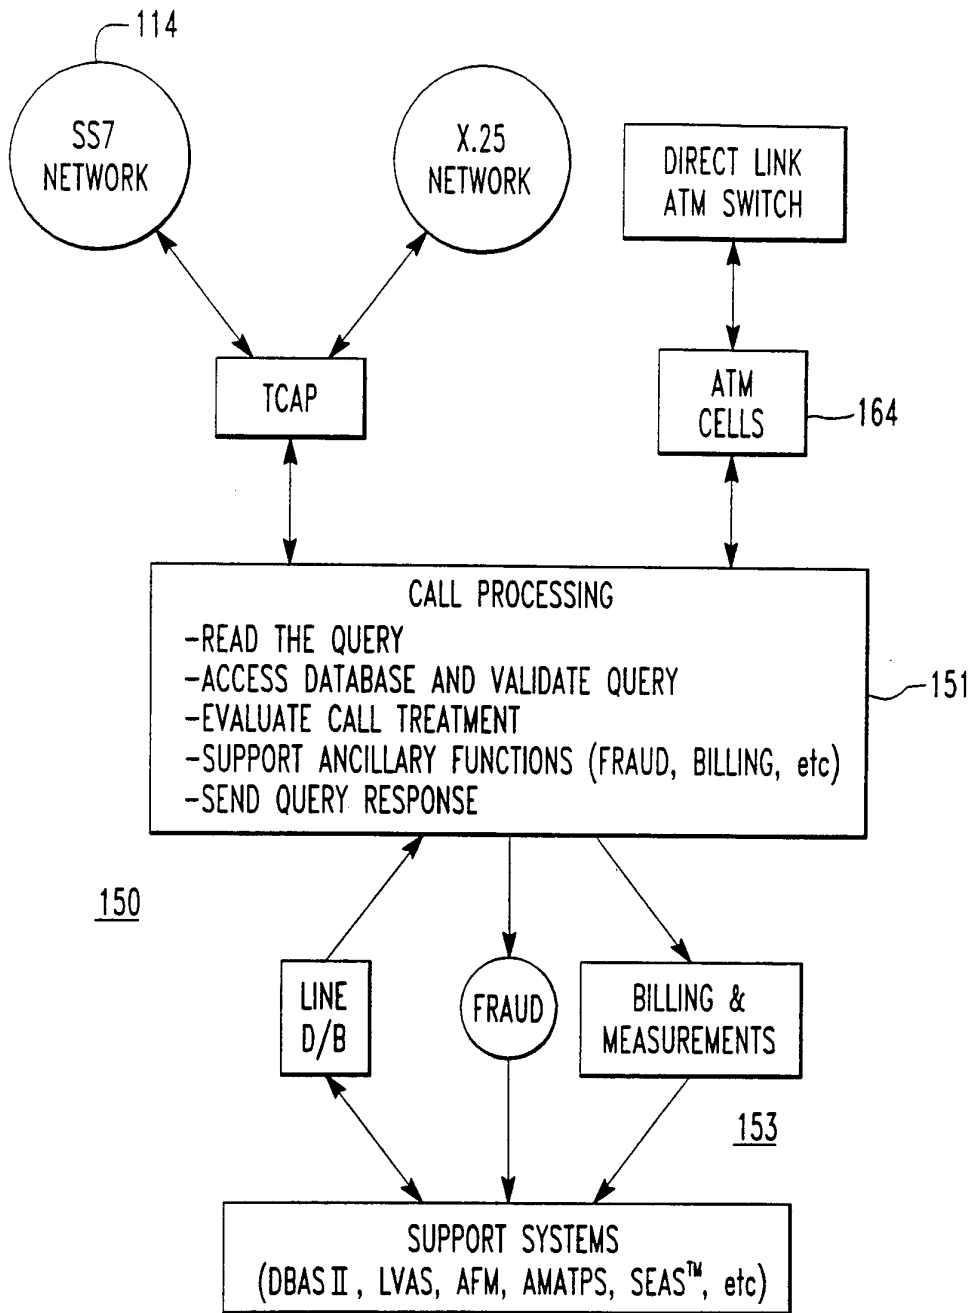 114
SS7
NETWORK
X.25
NETWORK
DIRECT LINK
ATM SWITCH
TCAP
ATM
CELLS
164
CALL PROCESSING
-READ THE QUERY
-ACCESS DATABASE AND VALIDATE QUERY
-EVALUATE CALL TREATMENT
-SUPPORT ANCILLARY FUNCTIONS (FRAUD, BILLING, etc)
-SEND QUERY RESPONSE
151
150
LINE
D/B
FRAUD
BILLING &
MEASUREMENTS
153
SUPPORT SYSTEMS
(DBAS II, LVAS, AFM, AMATPS, SEAS™, etc)